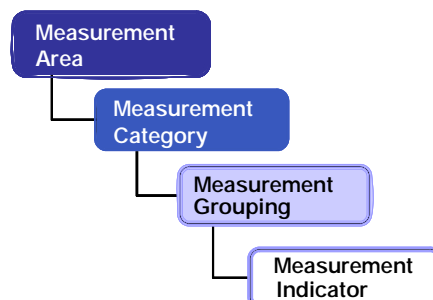 Measurement
Area
Measurement
Category
Measurement
Grouping
Measurement
Indicator